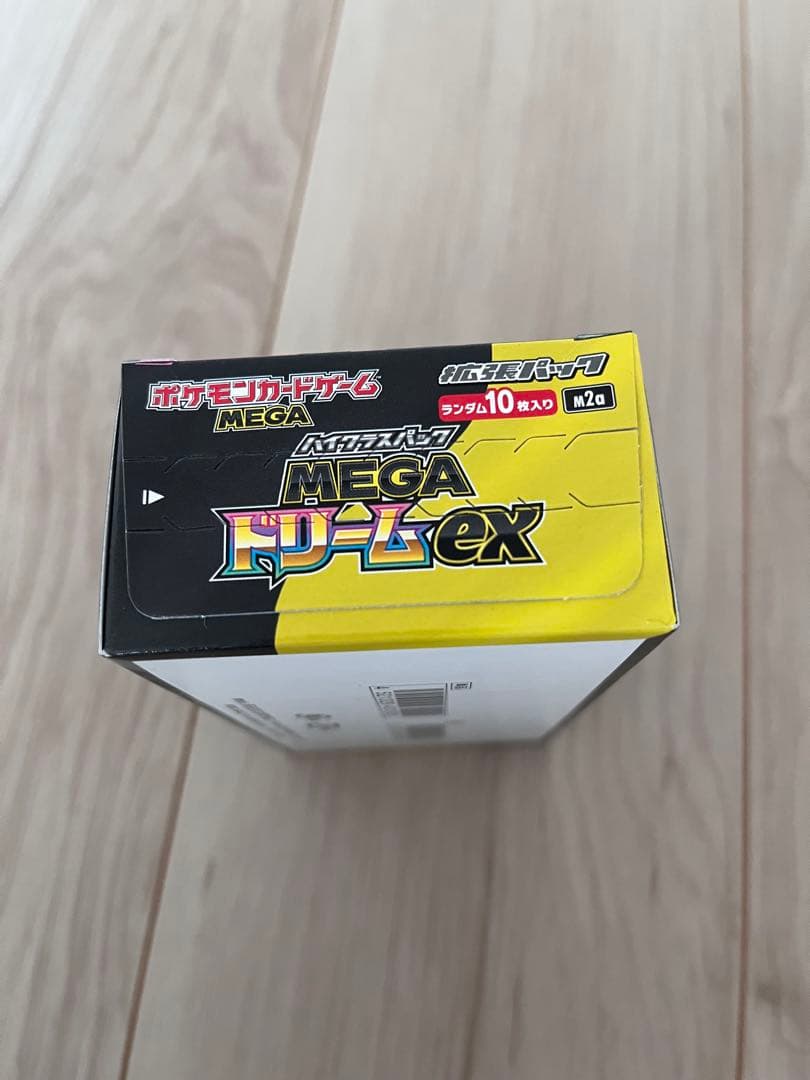 ポケモンカードゲーム
MEGA
拡張パック
ランダム10枚入り
M2a
ハイクラスパック
MEGA
ドリームex